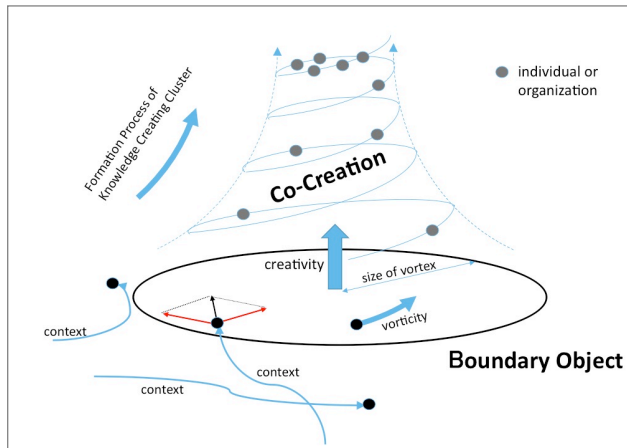 individual or
organization
Formation Process of
Knowledge Creating Cluster
Co-Creation
creativity
size of vortex
context
vorticity
Boundary Object
context
context